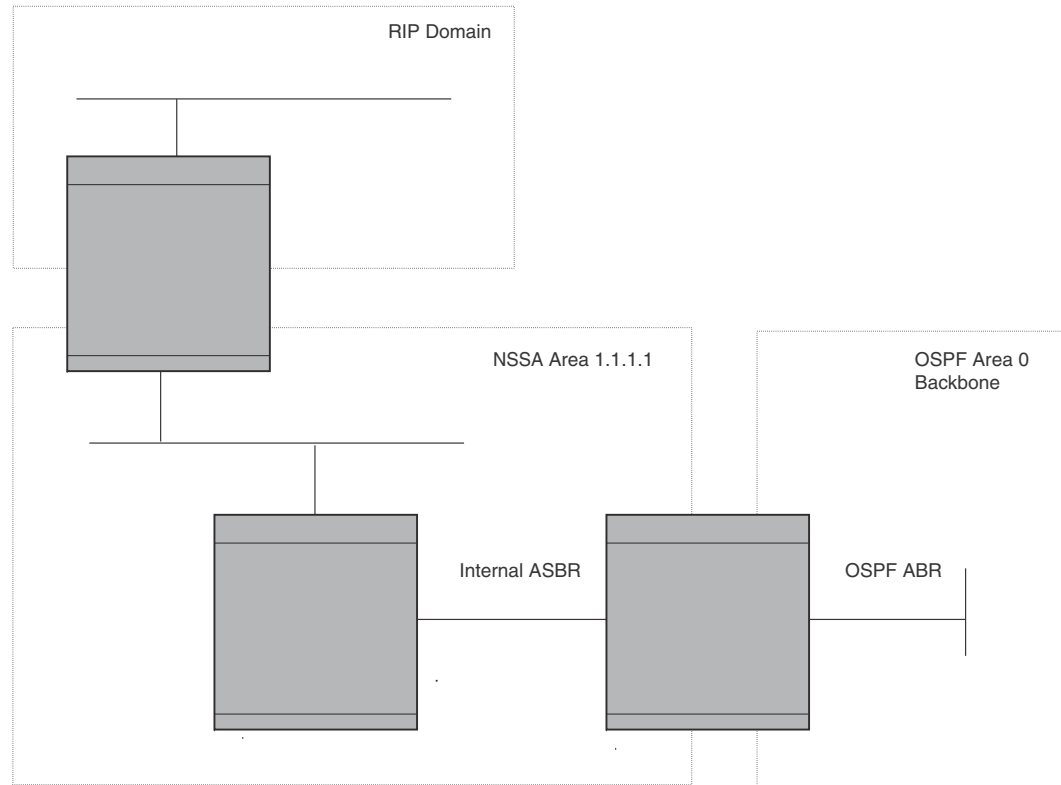 RIP Domain
NSSA Area 1.1.1.1
OSPF Area 0
Backbone
Internal ASBR
OSPF ABR